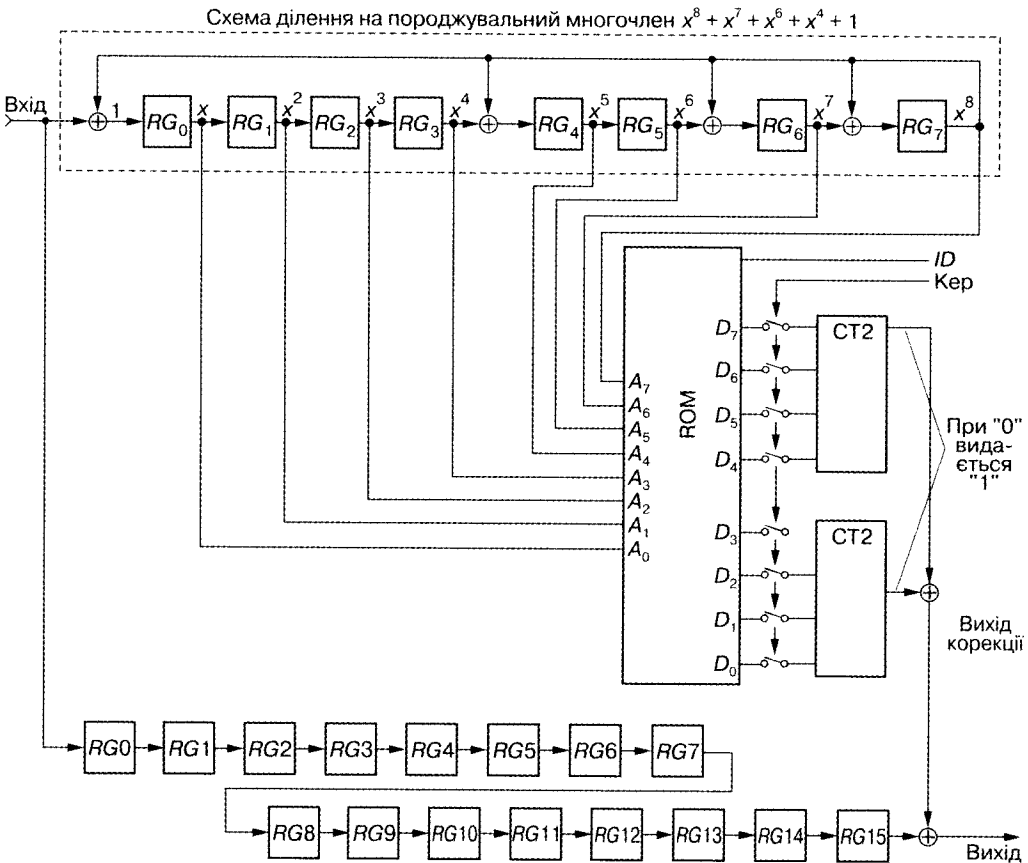 Схема ділення на породжувальний многочлен x⁸ + x⁷ + x⁶ + x⁴ + 1
Вхід
1
RG₀
x
RG₁
x²
RG₂
x³
RG₃
x⁴
RG₄
x⁵
RG₅
x⁶
RG₆
x⁷
RG₇
x⁸
ID
Кер
ROM
A₇
A₆
A₅
A₄
A₃
A₂
A₁
A₀
D₇
D₆
D₅
D₄
D₃
D₂
D₁
D₀
CT2
CT2
При "0"
вида-
ється
"1"
Вихід
корекції
RG0
RG1
RG2
RG3
RG4
RG5
RG6
RG7
RG8
RG9
RG10
RG11
RG12
RG13
RG14
RG15
Вихід